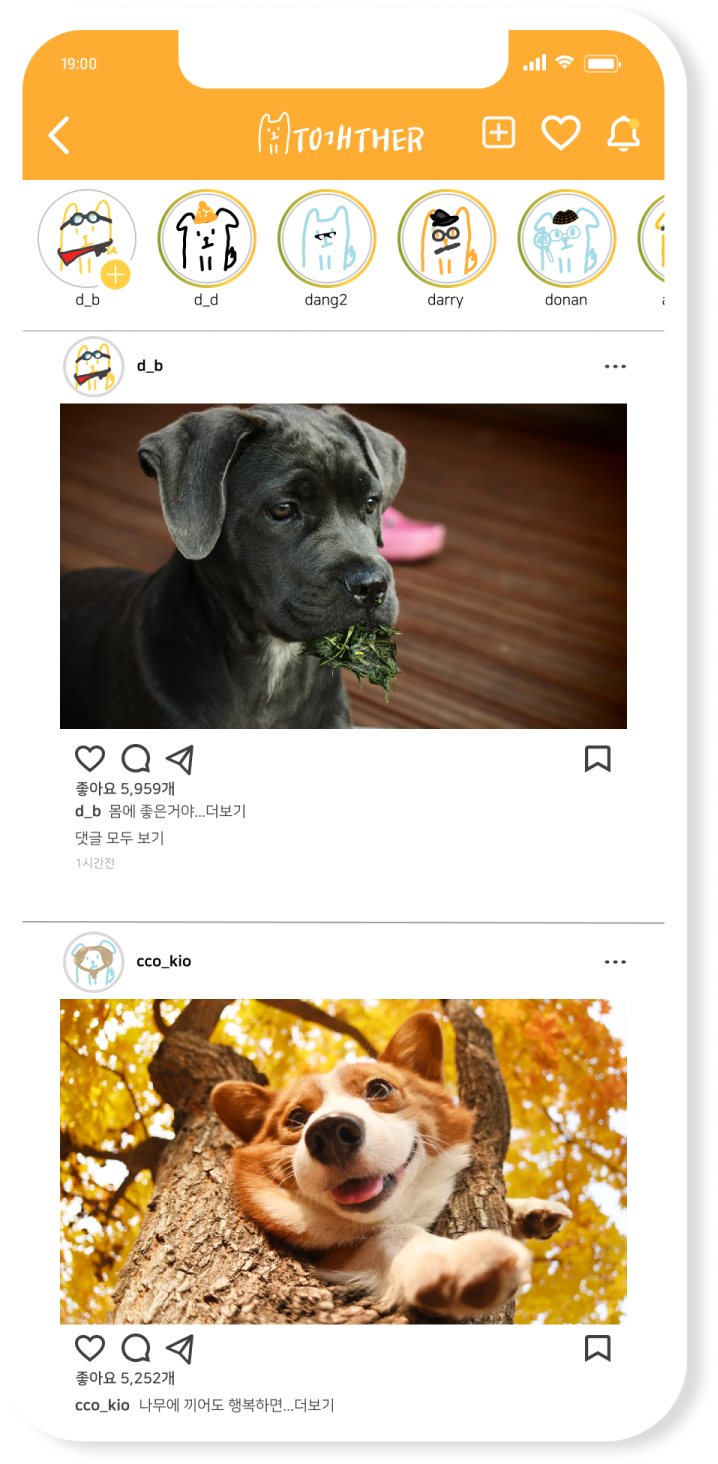 19:00
TO개HTHER
d_b
d_d
dang2
darry
donan
d_b
좋아요 5,959개
d_b 몸에 좋은거야...더보기
댓글 모두 보기
1시간전
cco_kio
좋아요 5,252개
cco_kio 나무에 끼어도 행복하면...더보기